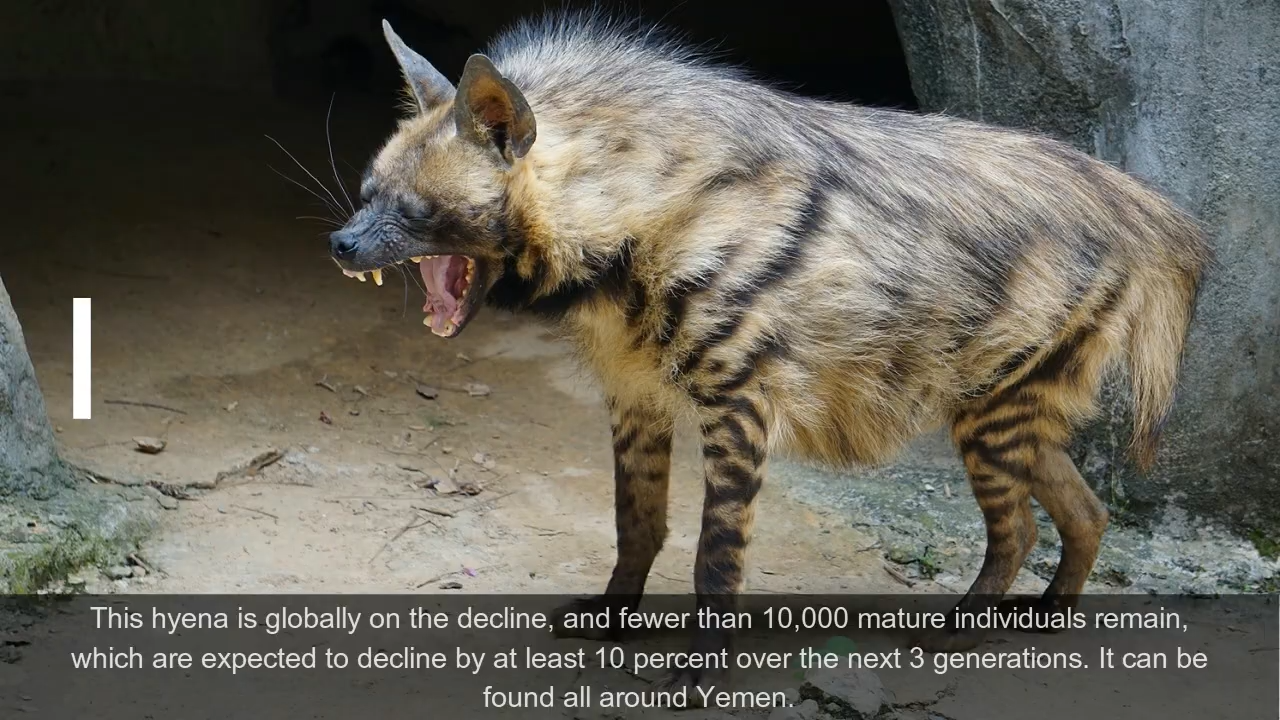 This hyena is globally on the decline, and fewer than 10,000 mature individuals remain,
which are expected to decline by at least 10 percent over the next 3 generations. It can be
found all around Yemen.